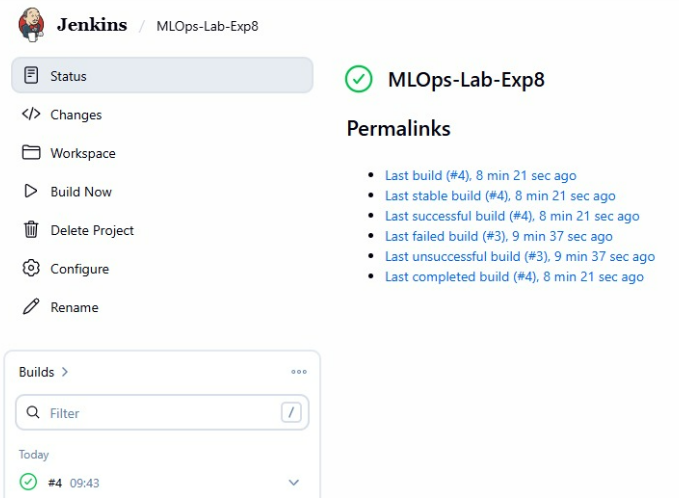 Jenkins / MLOps-Lab-Exp8
Status
Changes
Workspace
Build Now
Delete Project
Configure
Rename
Builds
Filter /
Today
#4 09:43
MLOps-Lab-Exp8
Permalinks
Last build (#4), 8 min 21 sec ago
Last stable build (#4), 8 min 21 sec ago
Last successful build (#4), 8 min 21 sec ago
Last failed build (#3), 9 min 37 sec ago
Last unsuccessful build (#3), 9 min 37 sec ago
Last completed build (#4), 8 min 21 sec ago